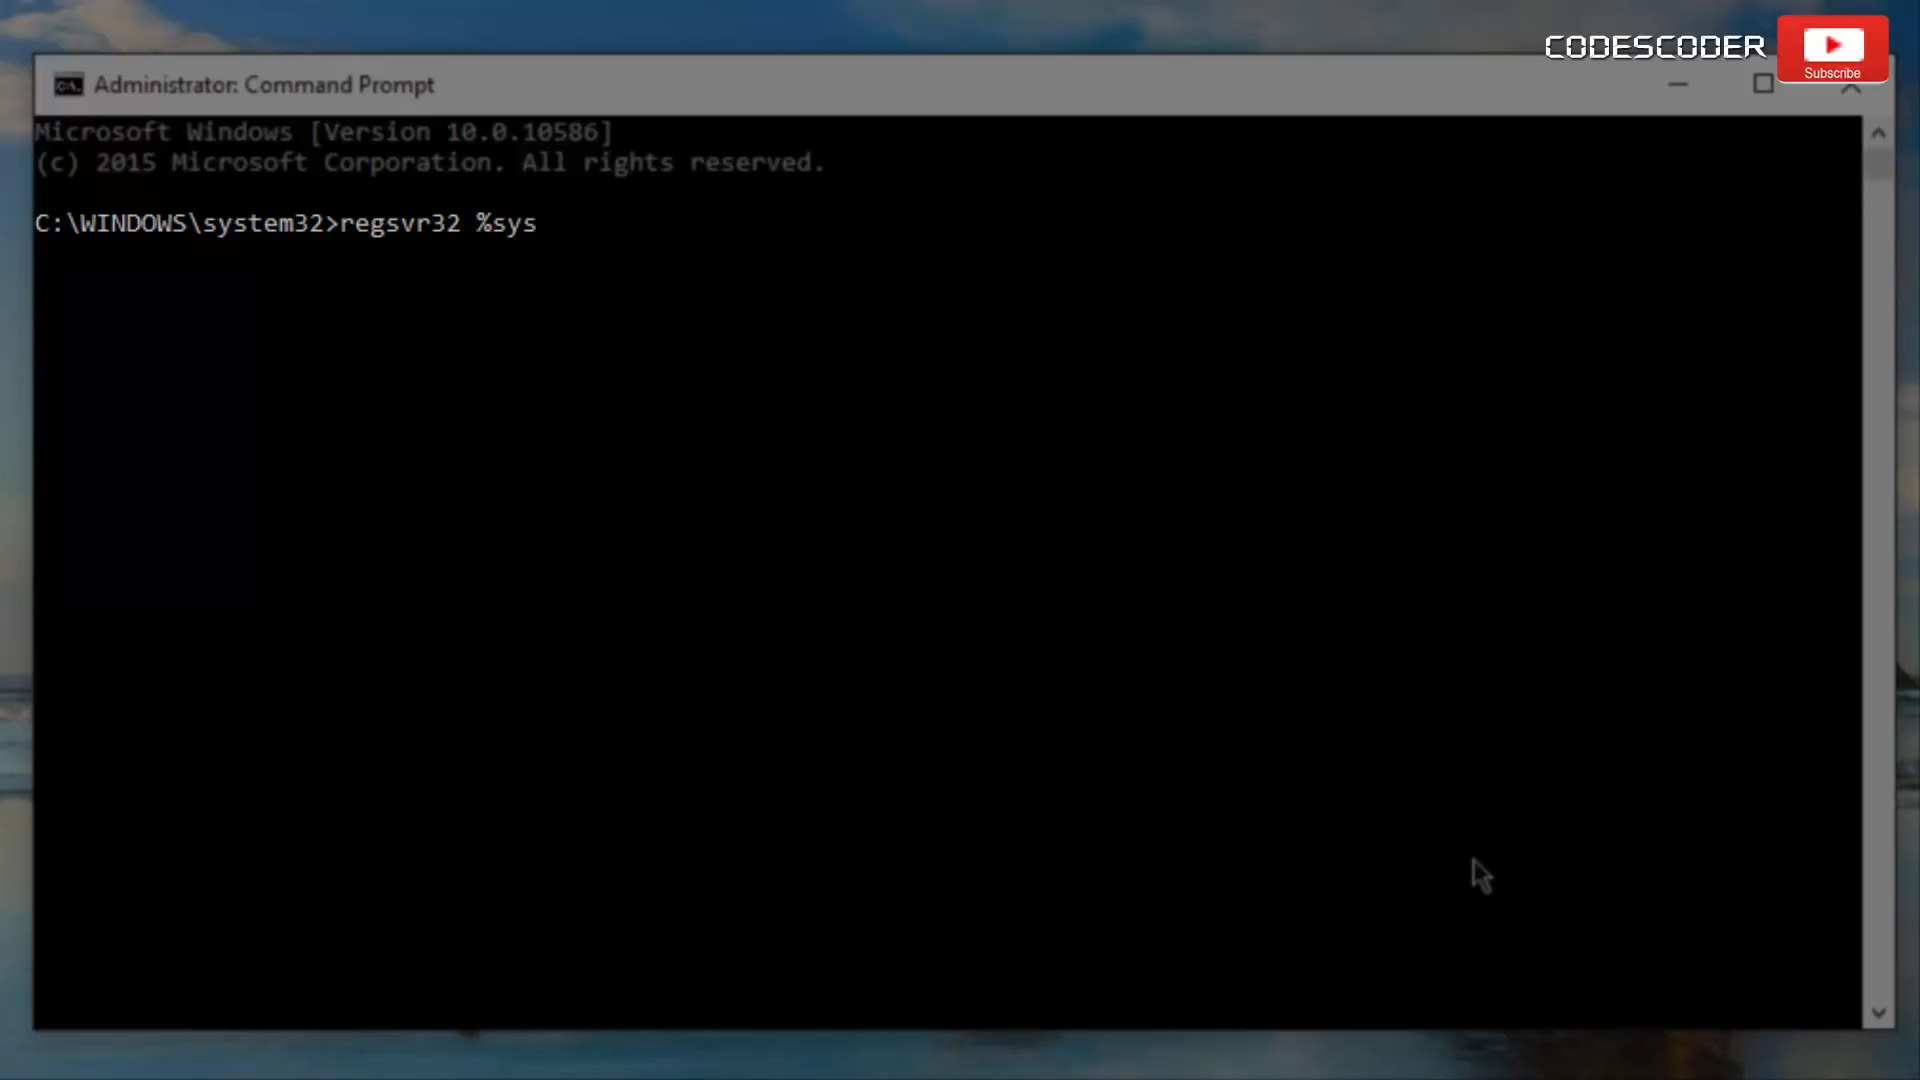 CODESCODER
Subscribe
C:\.
Administrator: Command Prompt
Microsoft Windows [Version 10.0.10586]
(c) 2015 Microsoft Corporation. All rights reserved.
C:\WINDOWS\system32>regsvr32 %sys